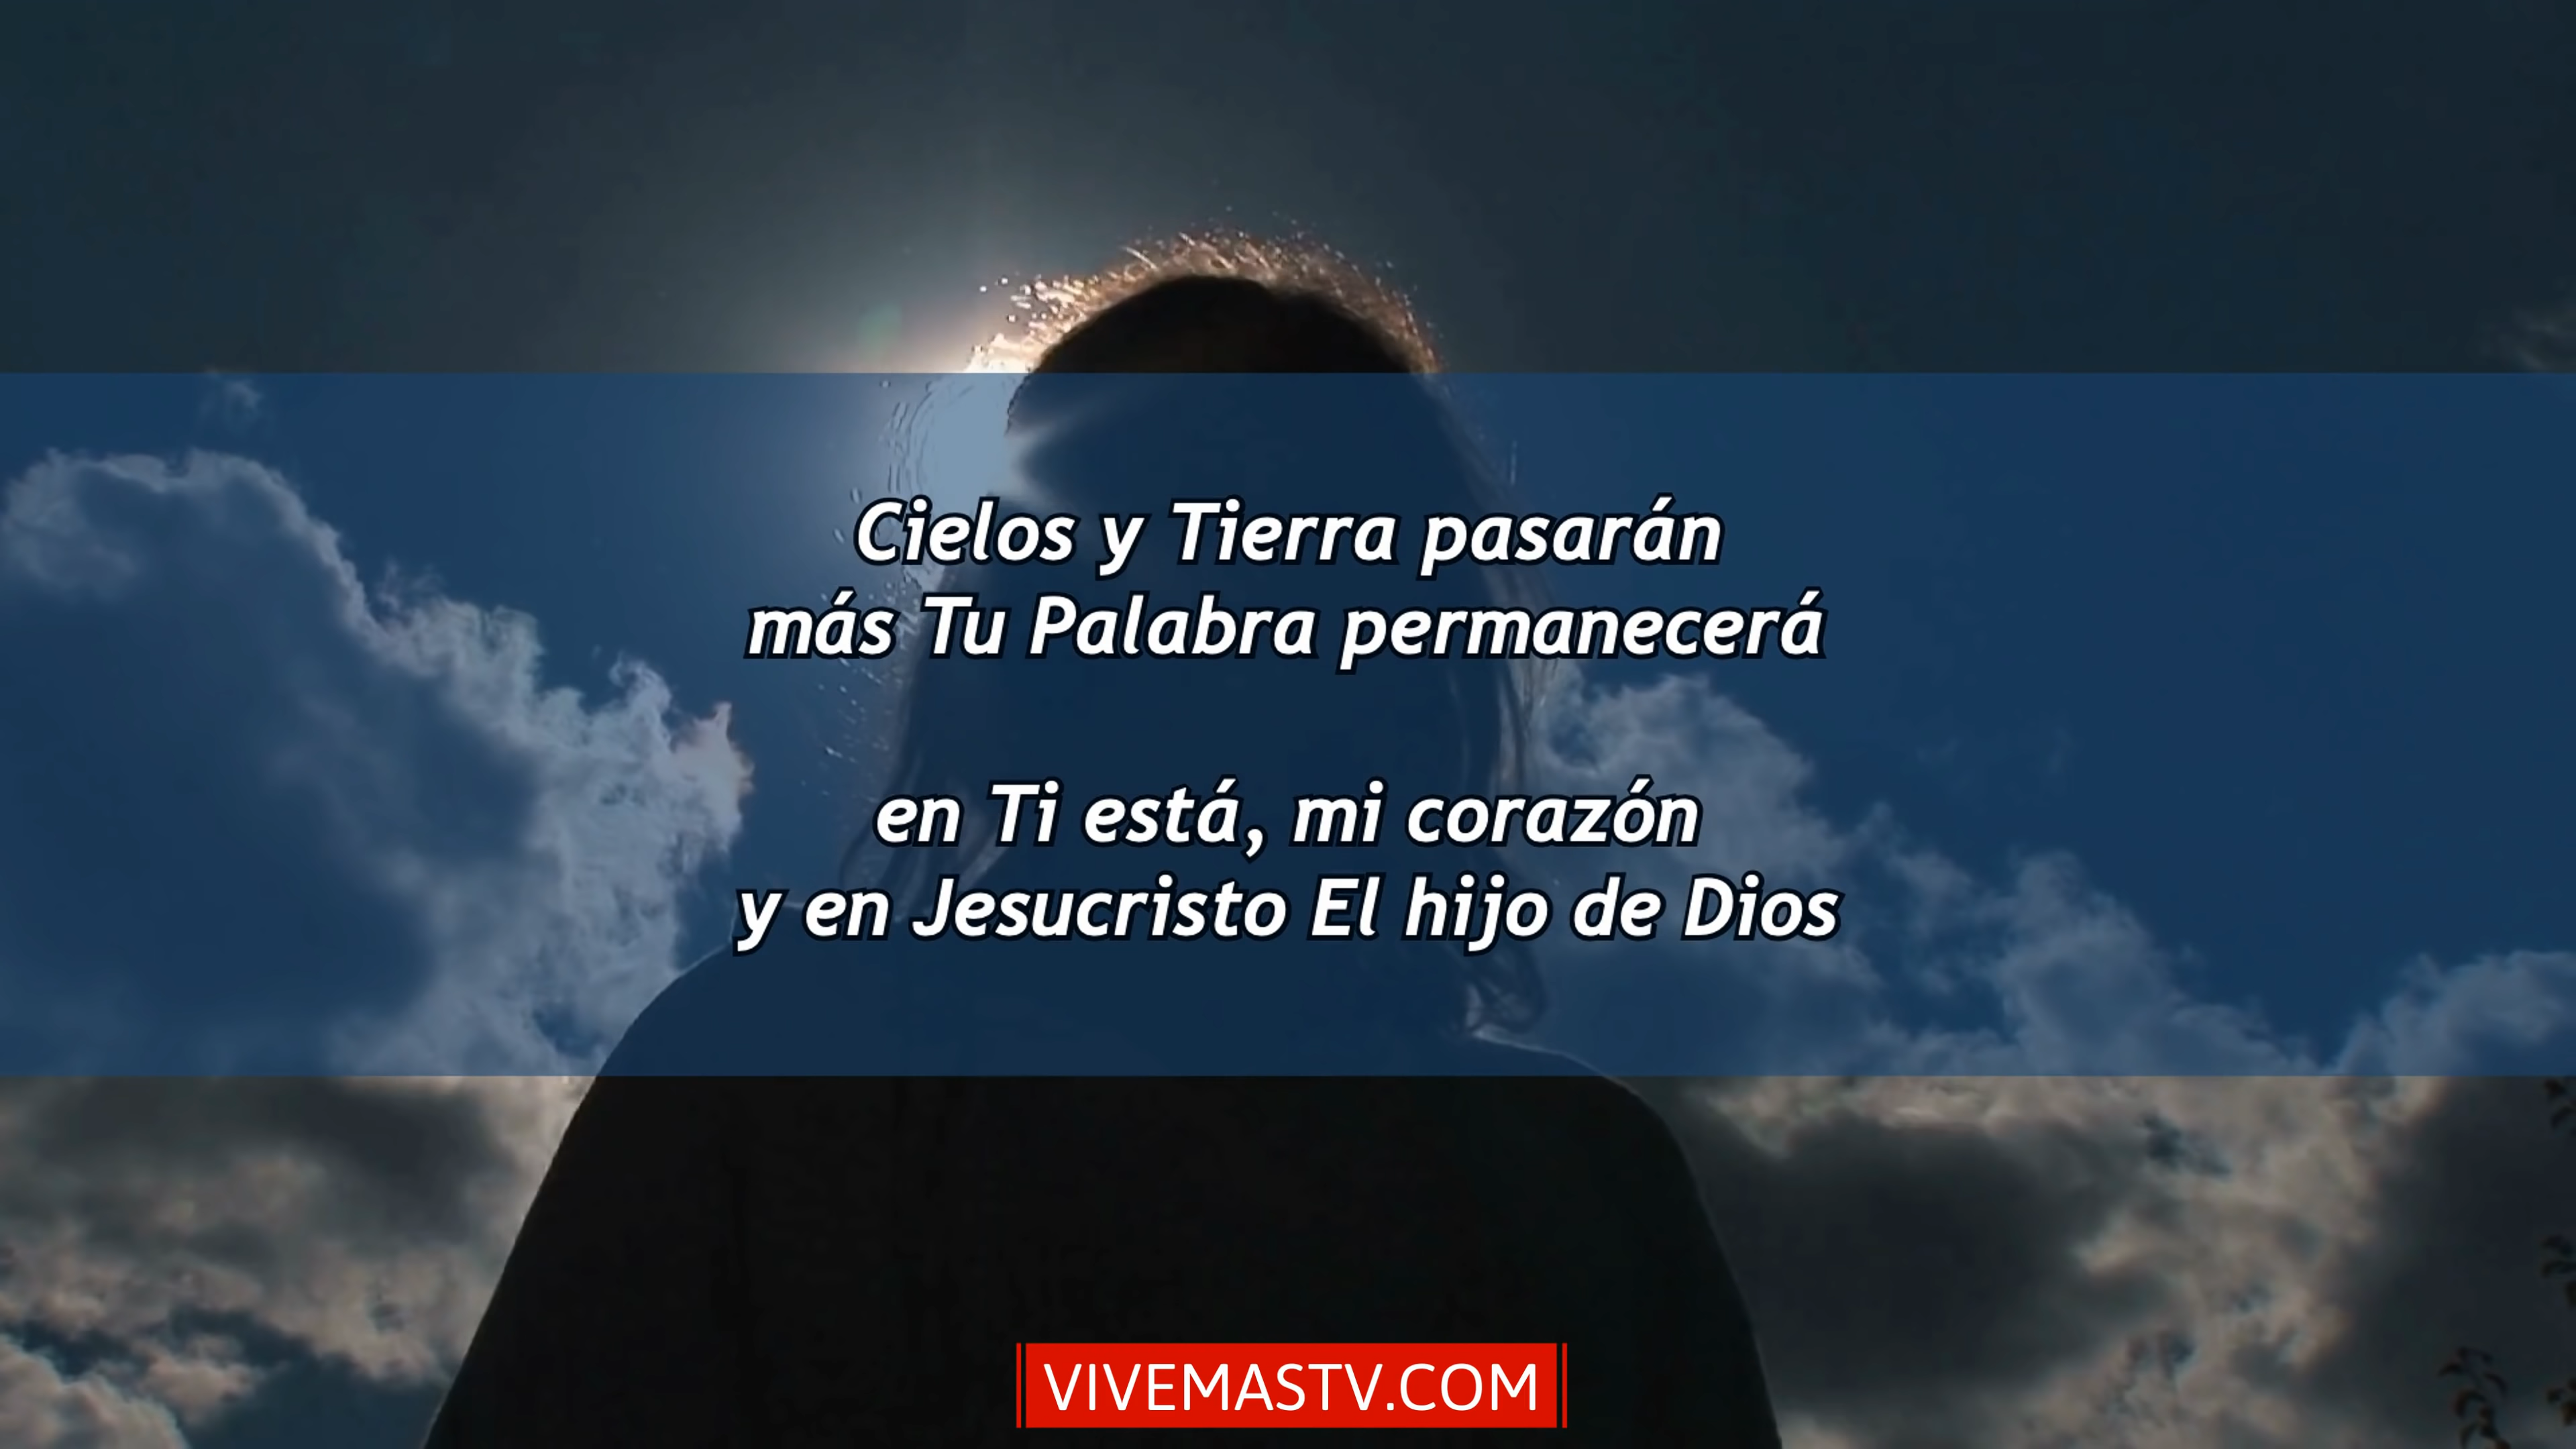 Cielos y Tierra pasarán
más Tu Palabra permanecerá
en Ti está, mi corazón
y en Jesucristo El hijo de Dios
VIVEMASTV.COM